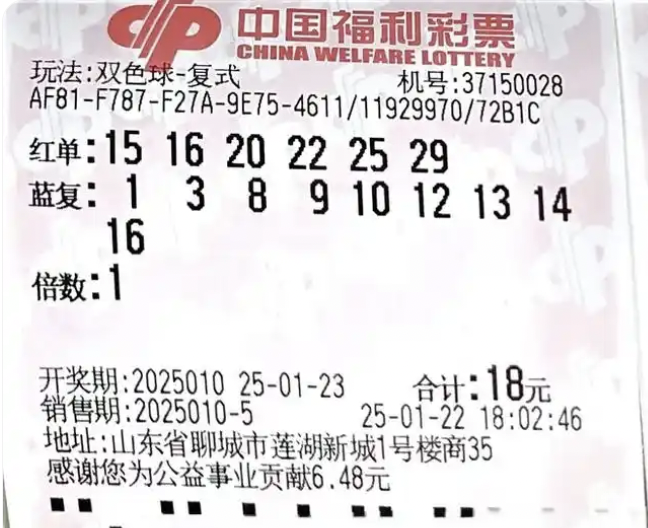 中国福利彩票
CHINA WELFARE LOTTERY
玩法:双色球-复式 机号:37150028
AF81-F787-F27A-9E75-4611/11929970/72B1C
红单:15 16 20 22 25 29
蓝复:1 3 8 9 10 12 13 14
16
倍数:1
开奖期:2025010 25-01-23 合计:18元
销售期:2025010-5 25-01-22 18:02:46
地址:山东省聊城市莲湖新城1号楼商35
感谢您为公益事业贡献6.48元